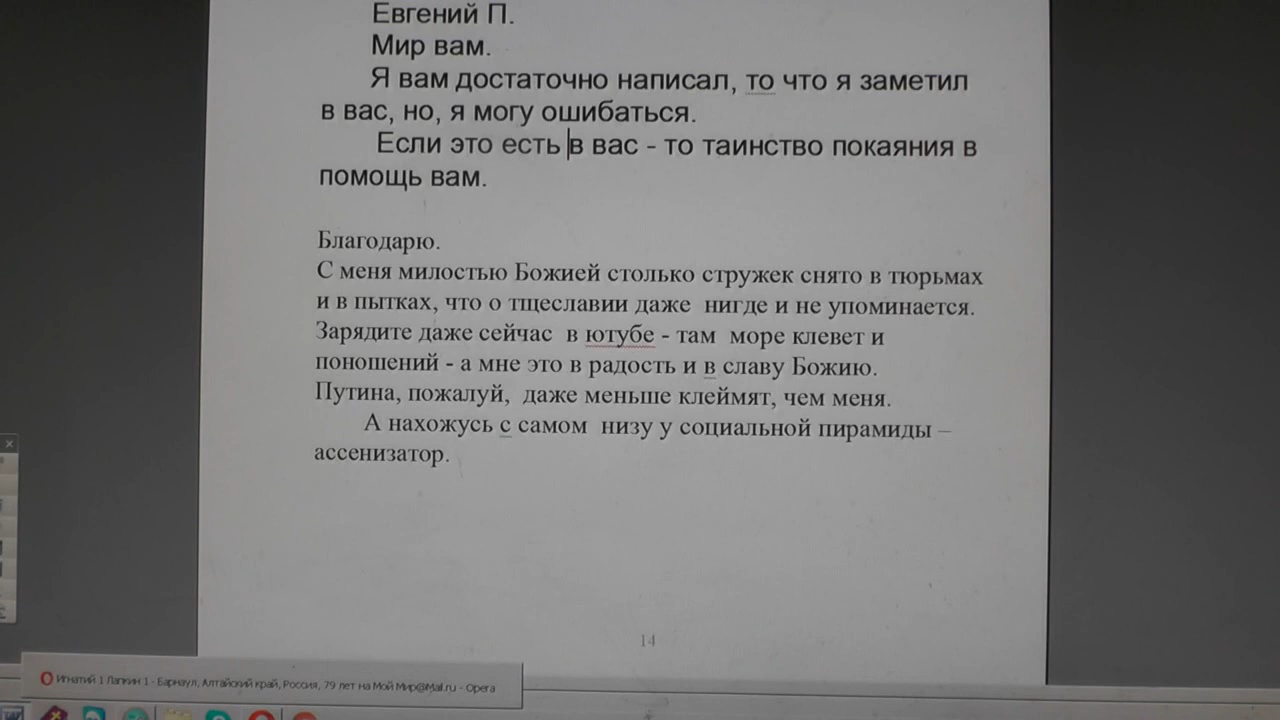 Евгений П.
Мир вам.
Я вам достаточно написал, то что я заметил
в вас, но, я могу ошибаться.
Если это есть в вас - то таинство покаяния в
помощь вам.
Благодарю.
С меня милостью Божией столько стружек снято в тюрьмах
и в пытках, что о тщеславии даже нигде и не упоминается.
Зарядите даже сейчас в ютубе - там море клевет и
поношений - а мне это в радость и в славу Божию.
Путина, пожалуй, даже меньше клеймят, чем меня.
А нахожусь с самом низу у социальной пирамиды –
ассенизатор.
14
Игнатий 1 Лапкин 1 - Барнаул, Алтайский край, Россия, 79 лет на Мой Мир@Mail.ru - Opera